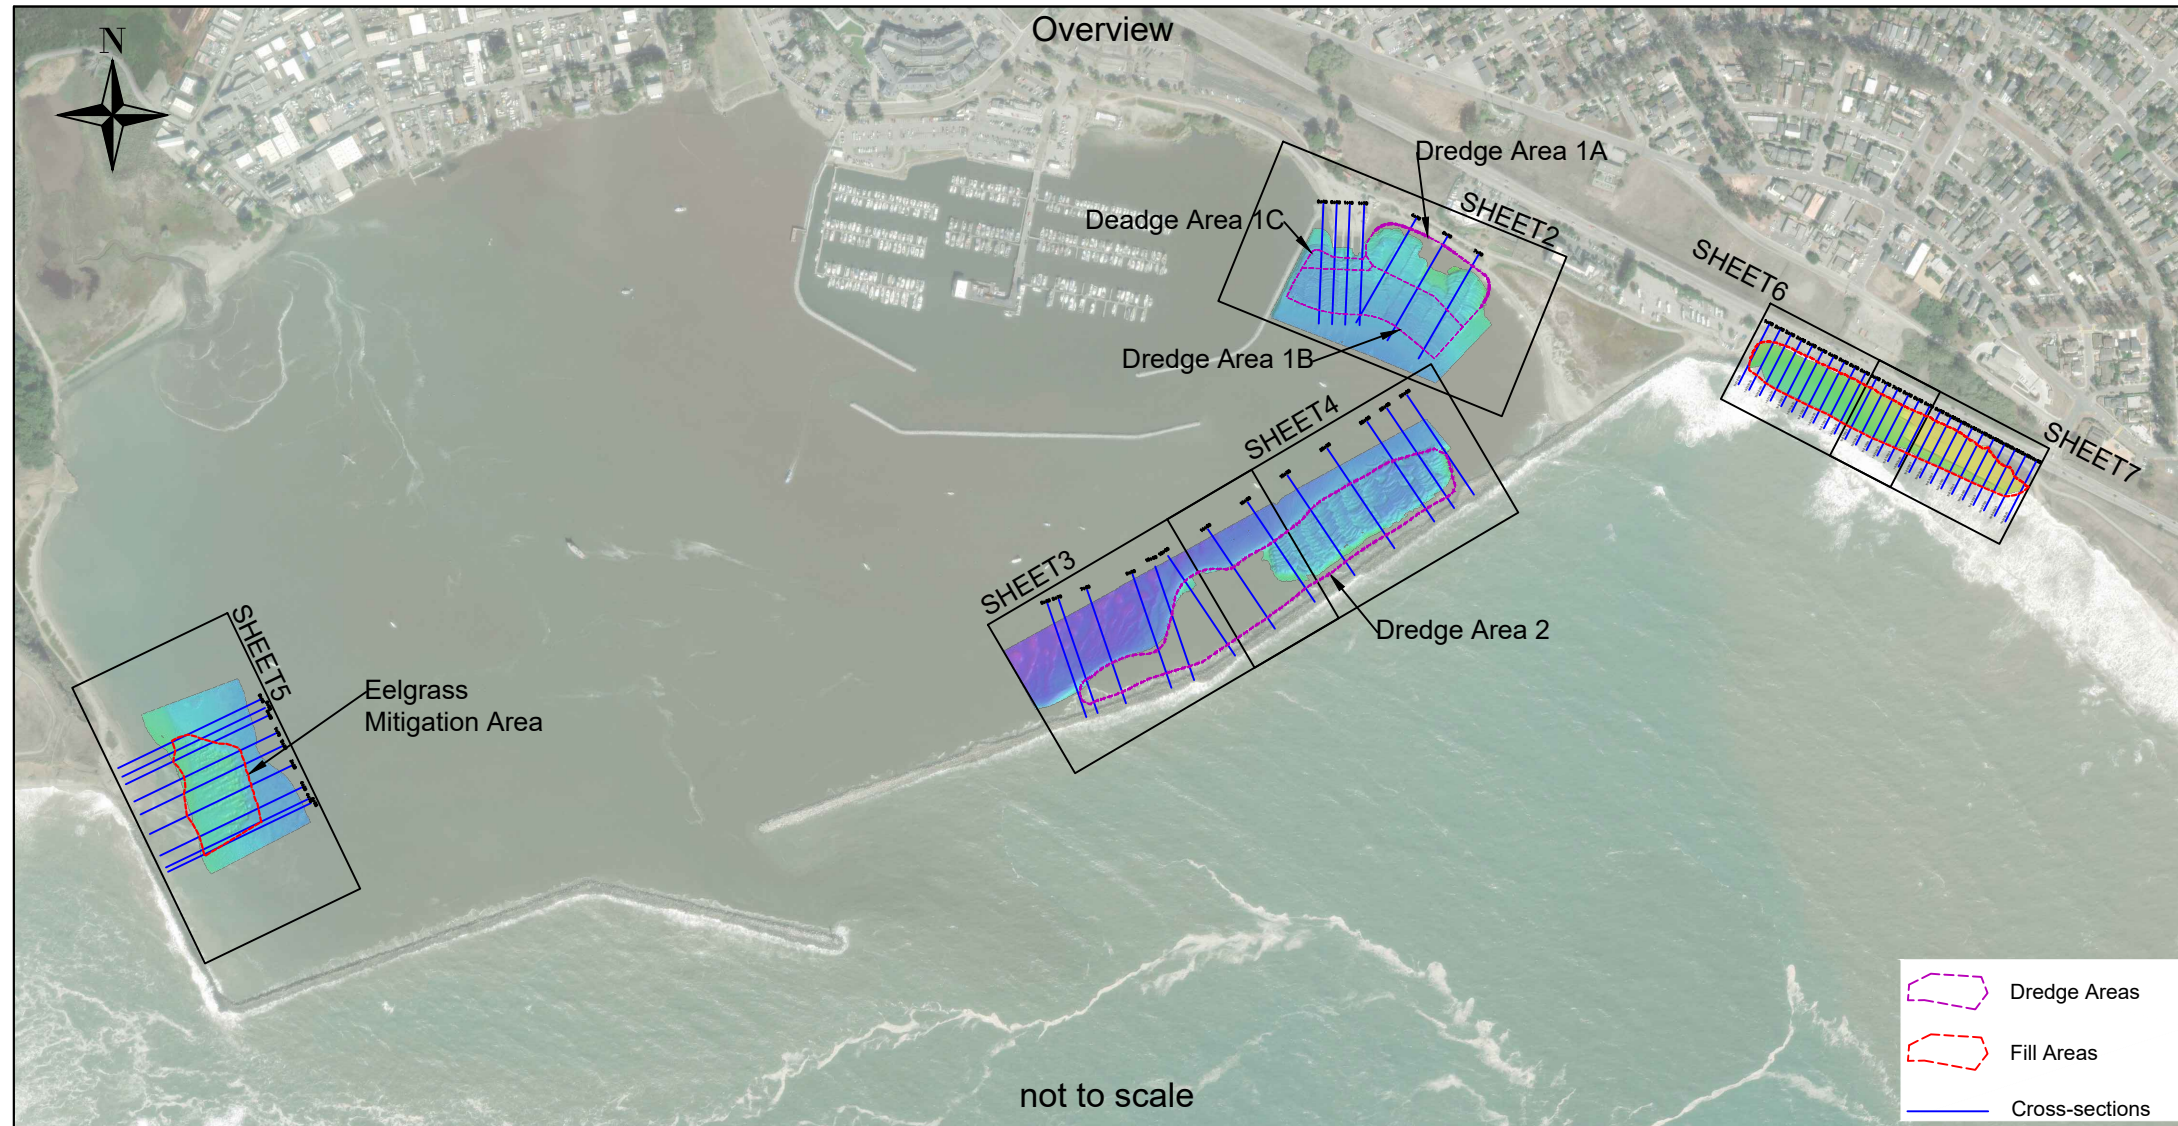 Overview
N
Dredge Area 1A
Deadge Area 1C
SHEET2
Dredge Area 1B
SHEET6
SHEET7
SHEET4
SHEET3
Dredge Area 2
SHEET5
Eelgrass
Mitigation Area
Dredge Areas
Fill Areas
Cross-sections
not to scale